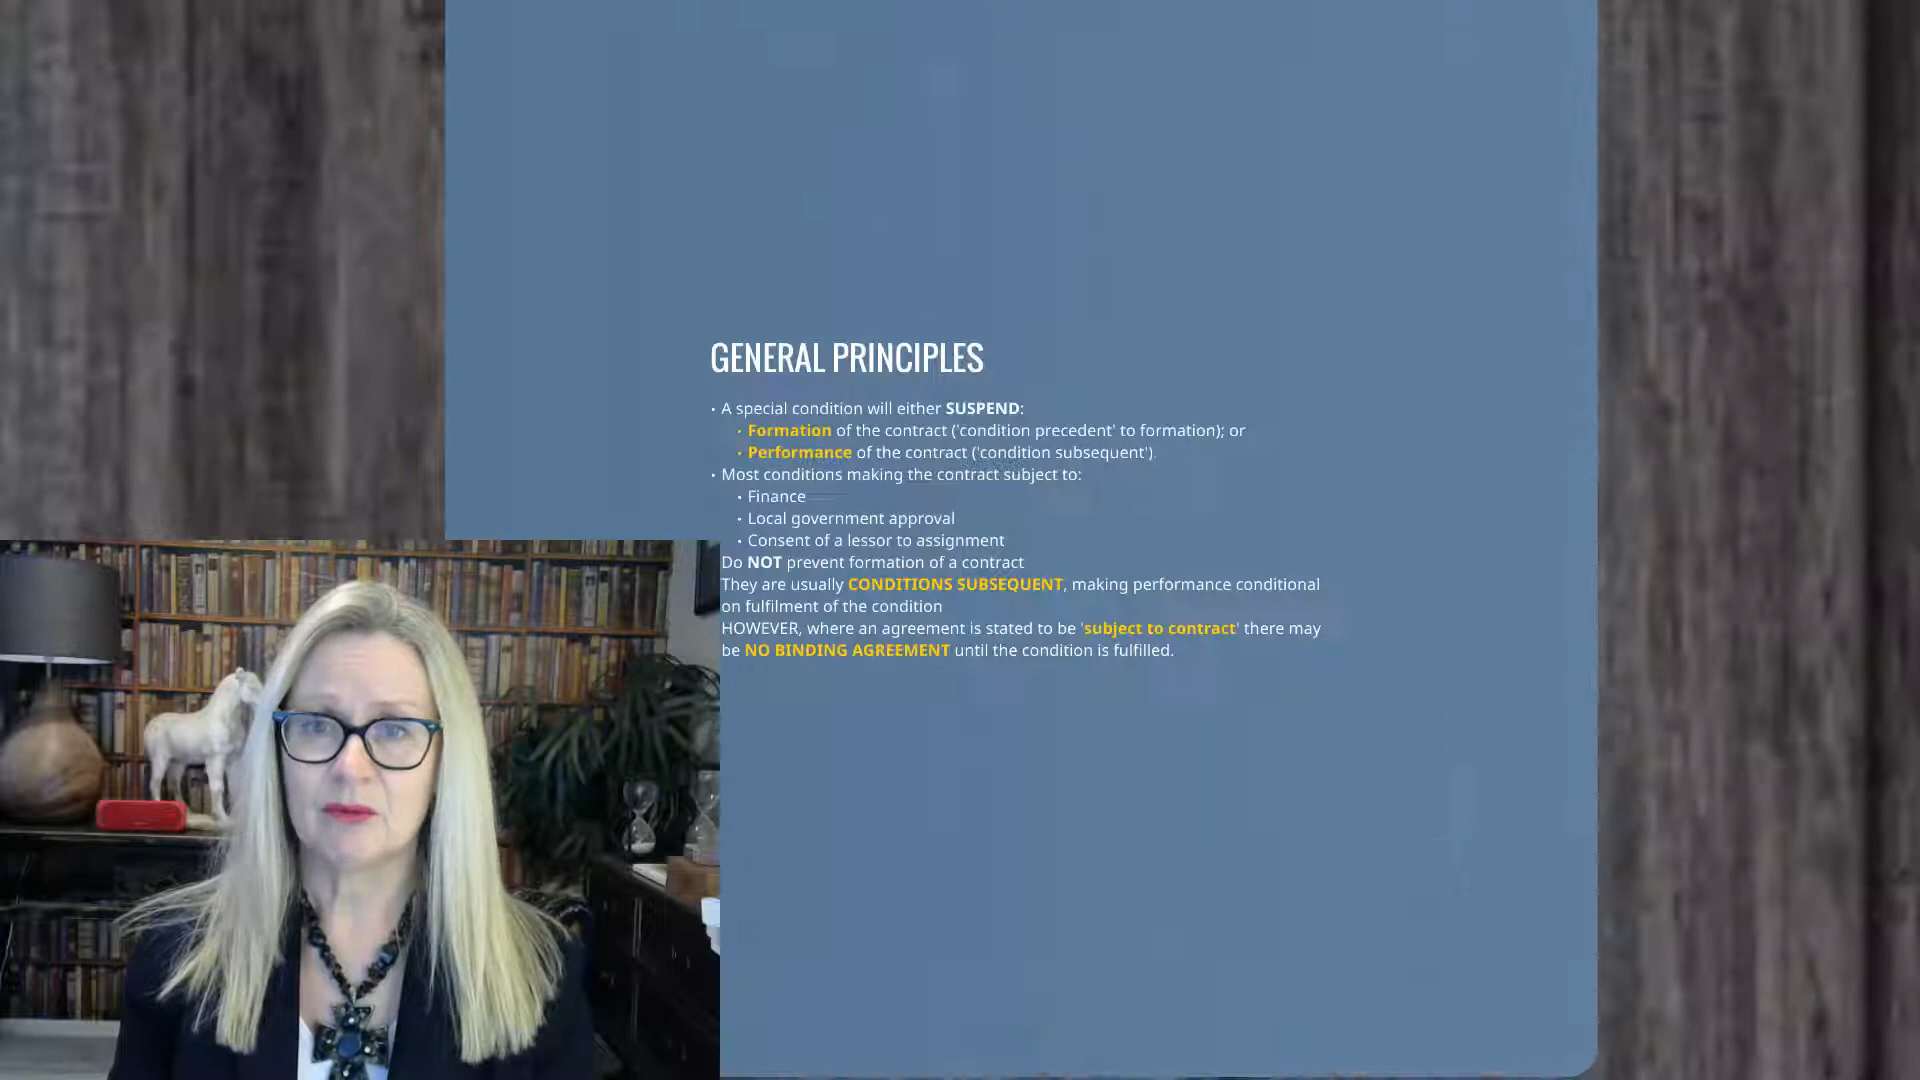 GENERAL PRINCIPLES
• A special condition will either SUSPEND:
• Formation of the contract ('condition precedent' to formation); or
• Performance of the contract ('condition subsequent').
• Most conditions making the contract subject to:
• Finance
• Local government approval
• Consent of a lessor to assignment
Do NOT prevent formation of a contract
They are usually CONDITIONS SUBSEQUENT, making performance conditional
on fulfilment of the condition
HOWEVER, where an agreement is stated to be 'subject to contract' there may
be NO BINDING AGREEMENT until the condition is fulfilled.